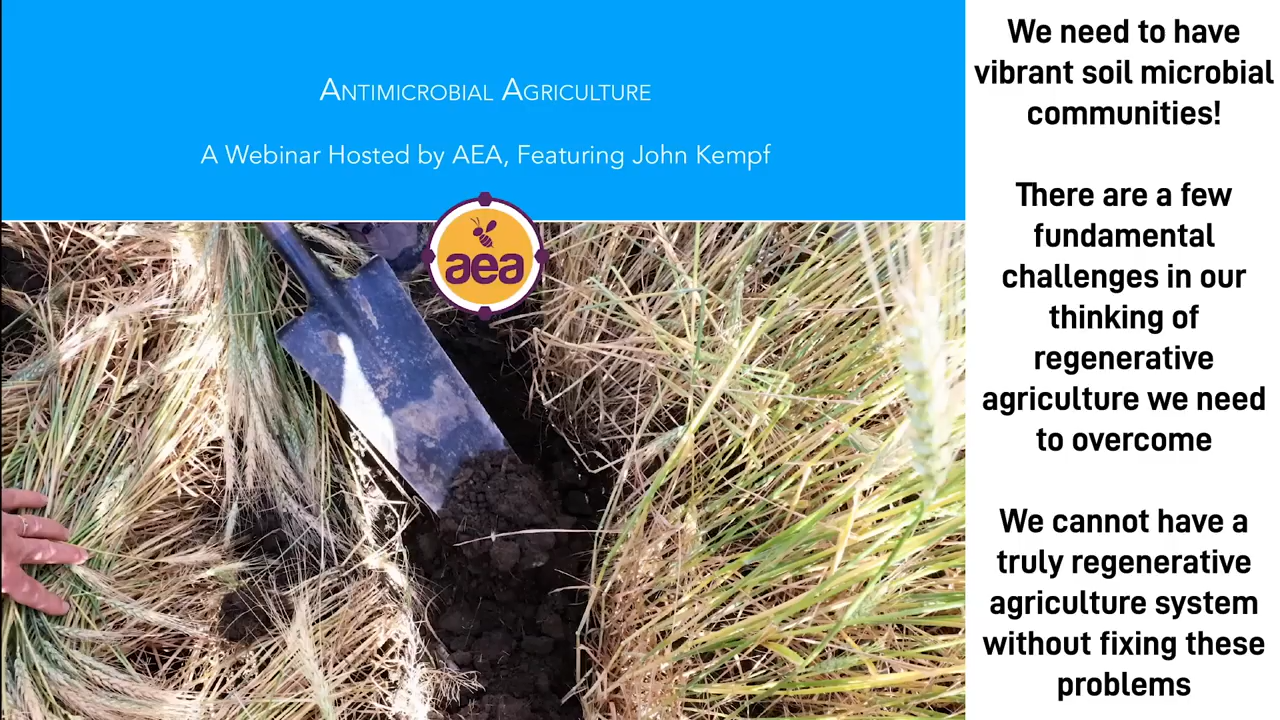 Antimicrobial Agriculture
A Webinar Hosted by AEA, Featuring John Kempf
aea
We need to have
vibrant soil microbial
communities!
There are a few
fundamental
challenges in our
thinking of
regenerative
agriculture we need
to overcome
We cannot have a
truly regenerative
agriculture system
without fixing these
problems